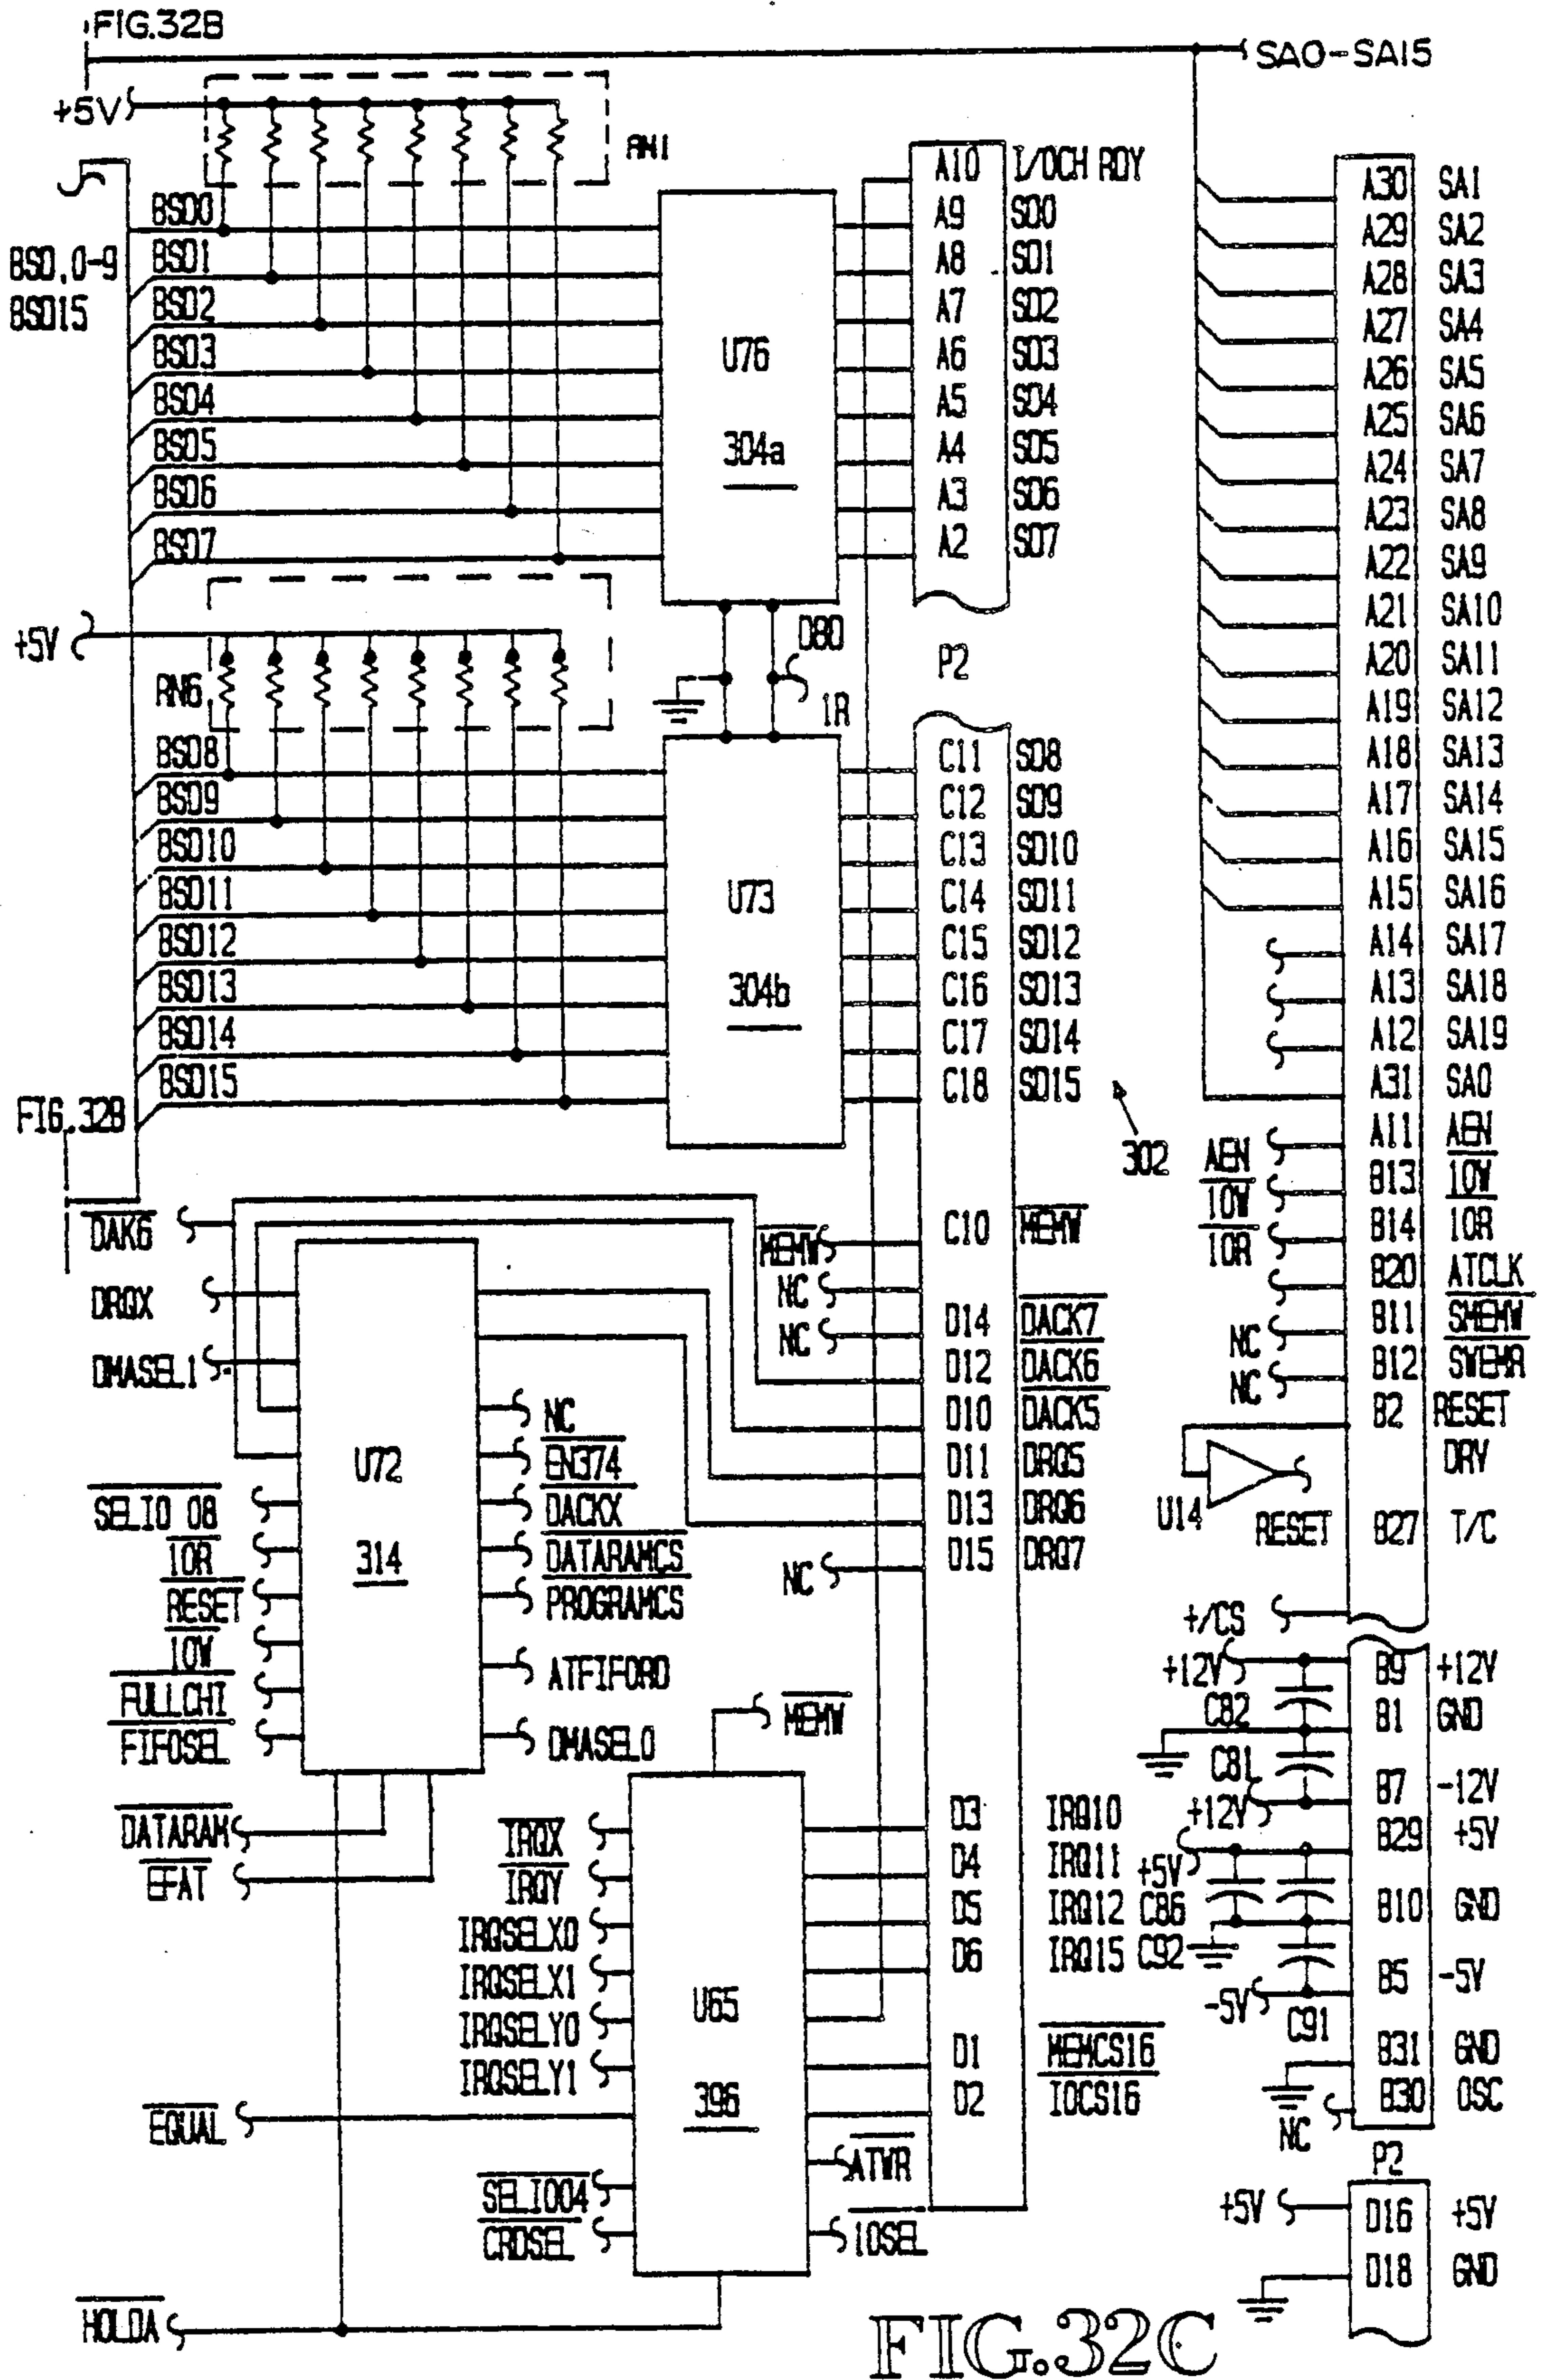 FIG.32B
SA0-SA15
+5V
RN1
BSD0
BSD,0-9
BSD15
BSD1
BSD2
BSD3
BSD4
BSD5
BSD6
BSD7
U76
304a
A10 I/OCH RDY
A9 SD0
A8 SD1
A7 SD2
A6 SD3
A5 SD4
A4 SD5
A3 SD6
A2 SD7
+5V
RN6
DBD
1R
P2
BSD8
BSD9
BSD10
BSD11
BSD12
BSD13
BSD14
BSD15
FIG.32B
U73
304b
C11 SD8
C12 SD9
C13 SD10
C14 SD11
C15 SD12
C16 SD13
C17 SD14
C18 SD15
302
A30 SA1
A29 SA2
A28 SA3
A27 SA4
A26 SA5
A25 SA6
A24 SA7
A23 SA8
A22 SA9
A21 SA10
A20 SA11
A19 SA12
A18 SA13
A17 SA14
A16 SA15
A15 SA16
A14 SA17
A13 SA18
A12 SA19
A31 SA0
AEN A11 AEN
IOW B13 IOW
IOR B14 IOR
B20 ATCLK
NC B11 SMEMW
NC B12 SWEMR
B2 RESET
DRV
U14
RESET B27 T/C
+/CS
DAK6
DRQX
DMASEL1
SELIO 08
IOR
RESET
IOW
FULLCHI
FIFOSEL
DATARAM
EFAT
U72
314
NC
EN374
DACKX
DATARAMCS
PROGRAMCS
ATFIFORD
DMASEL0
MEMW C10 MEMW
NC
NC D14 DACK7
D12 DACK6
D10 DACK5
D11 DRQ5
D13 DRQ6
NC D15 DRQ7
MEMW
IRQX
IRQY
IRQSELX0
IRQSELX1
IRQSELY0
IRQSELY1
EQUAL
SELIO04
CRDSEL
HOLDA
U65
396
ATWR
IOSEL
D3 IRQ10
D4 IRQ11
D5 IRQ12
D6 IRQ15
D1 MEMCS16
D2 IOCS16
+12V B9 +12V
C82 B1 GND
C81
+12V B7 -12V
+5V B29 +5V
C86
C92
B10 GND
-5V B5 -5V
C91
B31 GND
NC B30 OSC
P2
+5V D16 +5V
D18 GND
FIG.32C